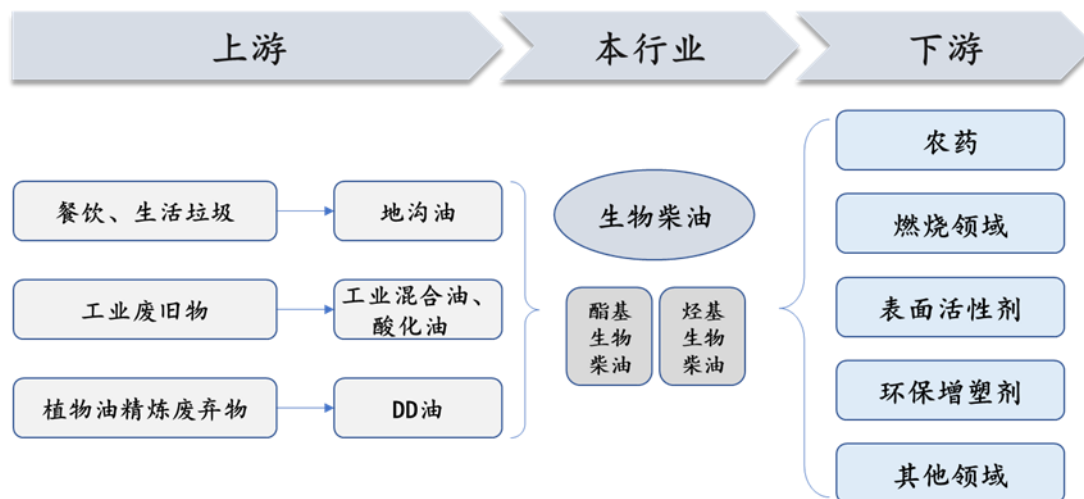 上游
本行业
下游
餐饮、生活垃圾
地沟油
工业废旧物
工业混合油、
酸化油
植物油精炼废弃物
DD油
生物柴油
酯基
生物
柴油
烃基
生物
柴油
农药
燃烧领域
表面活性剂
环保增塑剂
其他领域